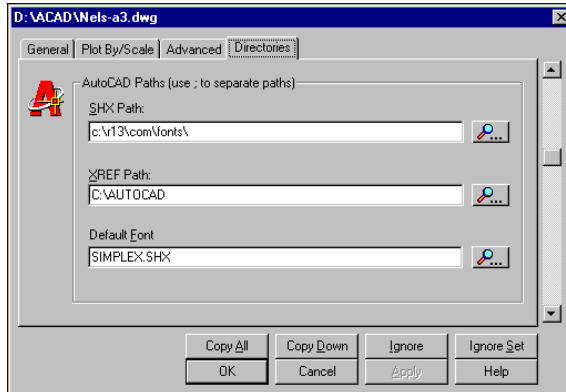 D:\ACAD\Nels-a3.dwg
General Plot By/Scale Advanced Directories
AutoCAD Paths (use ; to separate paths)
SHX Path:
c:\r13\com\fonts\
...
XREF Path:
C:\AUTOCAD
...
Default Font
SIMPLEX.SHX
...
Copy All Copy Down Ignore Ignore Set
OK Cancel Apply Help